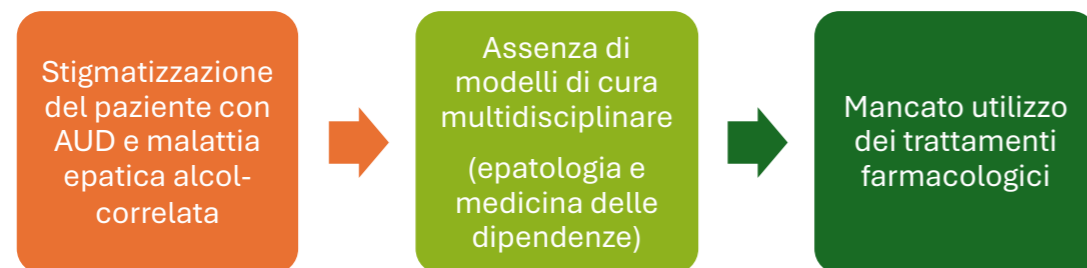 Stigmatizzazione
del paziente con
AUD e malattia
epatica alcol-
correlata
Assenza di
modelli di cura
multidisciplinare
(epatologia e
medicina delle
dipendenze)
Mancato utilizzo
dei trattamenti
farmacologici